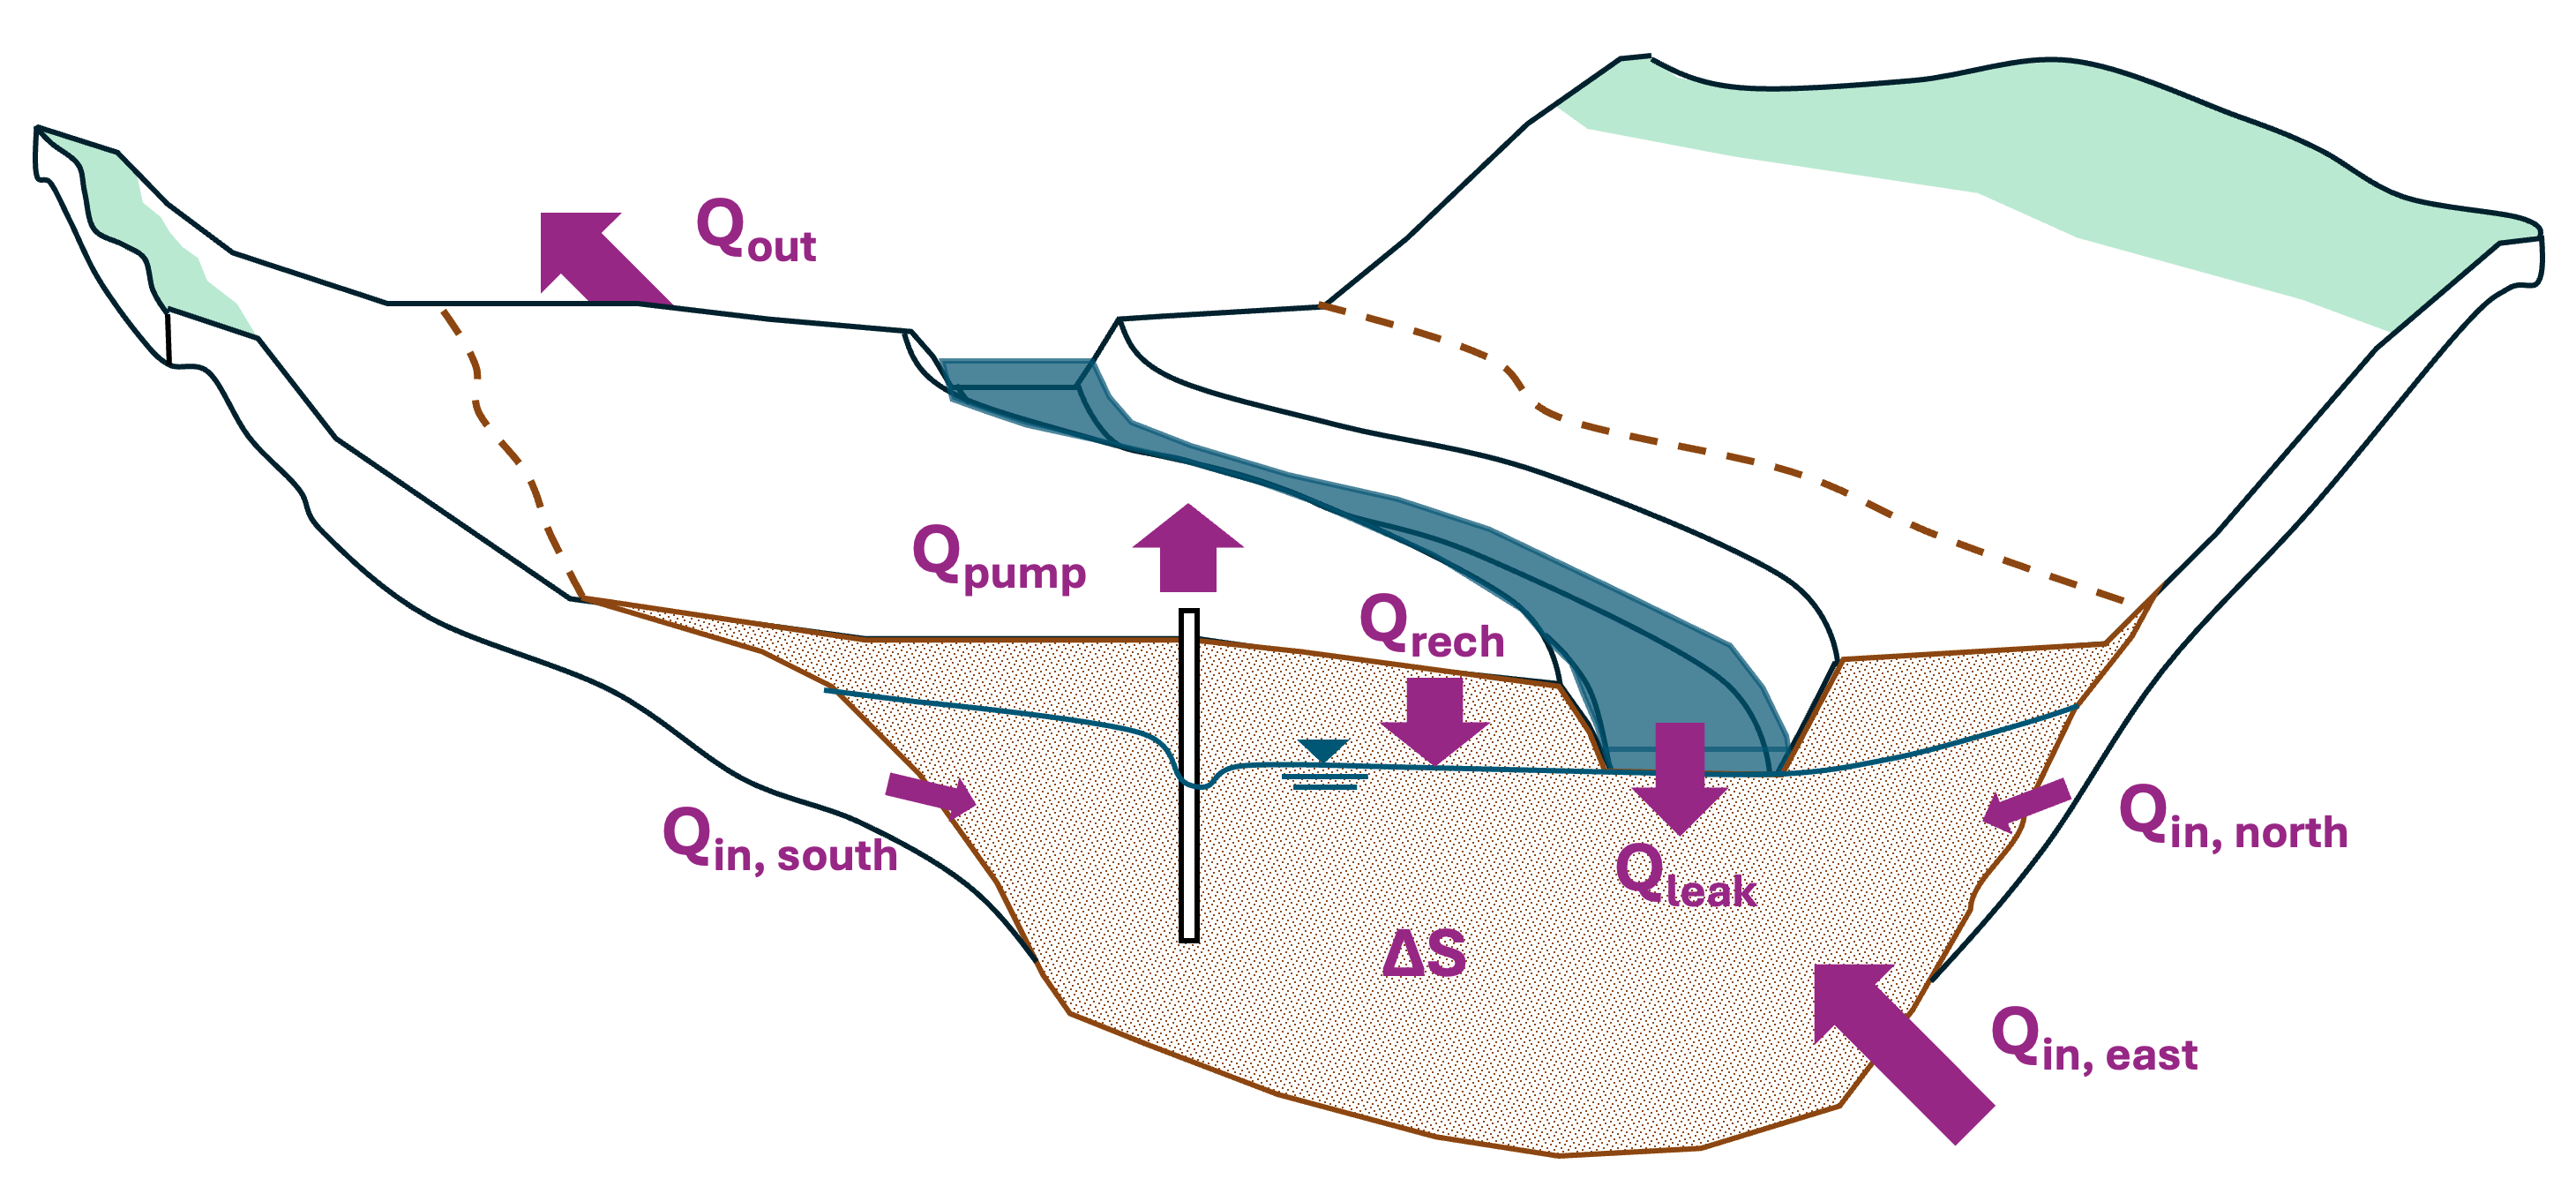 Qout
Qpump
Qrech
Qin, south
Qin, north
Qleak
ΔS
Qin, east